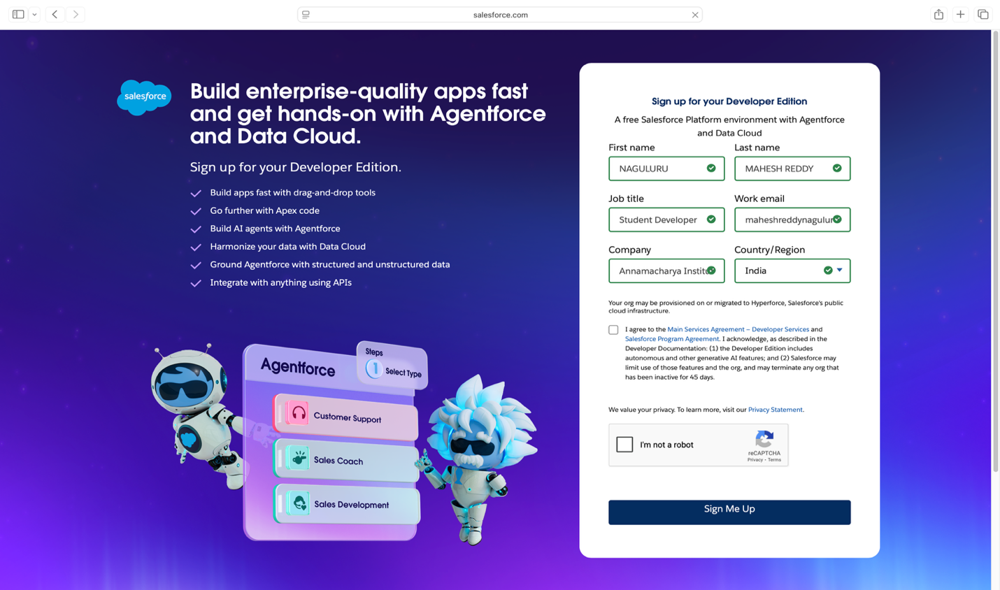 salesforce.com
salesforce
Build enterprise-quality apps fast
and get hands-on with Agentforce
and Data Cloud.
Sign up for your Developer Edition.
Build apps fast with drag-and-drop tools
Go further with Apex code
Build AI agents with Agentforce
Harmonize your data with Data Cloud
Ground Agentforce with structured and unstructured data
Integrate with anything using APIs
Agentforce
Steps
1 Select Type
Customer Support
Sales Coach
Sales Development
Sign up for your Developer Edition
A free Salesforce Platform environment with Agentforce
and Data Cloud
First name Last name
NAGULURU MAHESH REDDY
Job title Work email
Student Developer maheshreddynagulur
Company Country/Region
Annamacharya Institu India
Your org may be provisioned on or migrated to Hyperforce, Salesforce's public
cloud infrastructure.
I agree to the Main Services Agreement – Developer Services and
Salesforce Program Agreement. I acknowledge, as described in the
Developer Documentation: (1) the Developer Edition includes
autonomous and other generative AI features; and (2) Salesforce may
limit use of those features and the org, and may terminate any org that
has been inactive for 45 days.
We value your privacy. To learn more, visit our Privacy Statement.
I'm not a robot
reCAPTCHA
Privacy - Terms
Sign Me Up